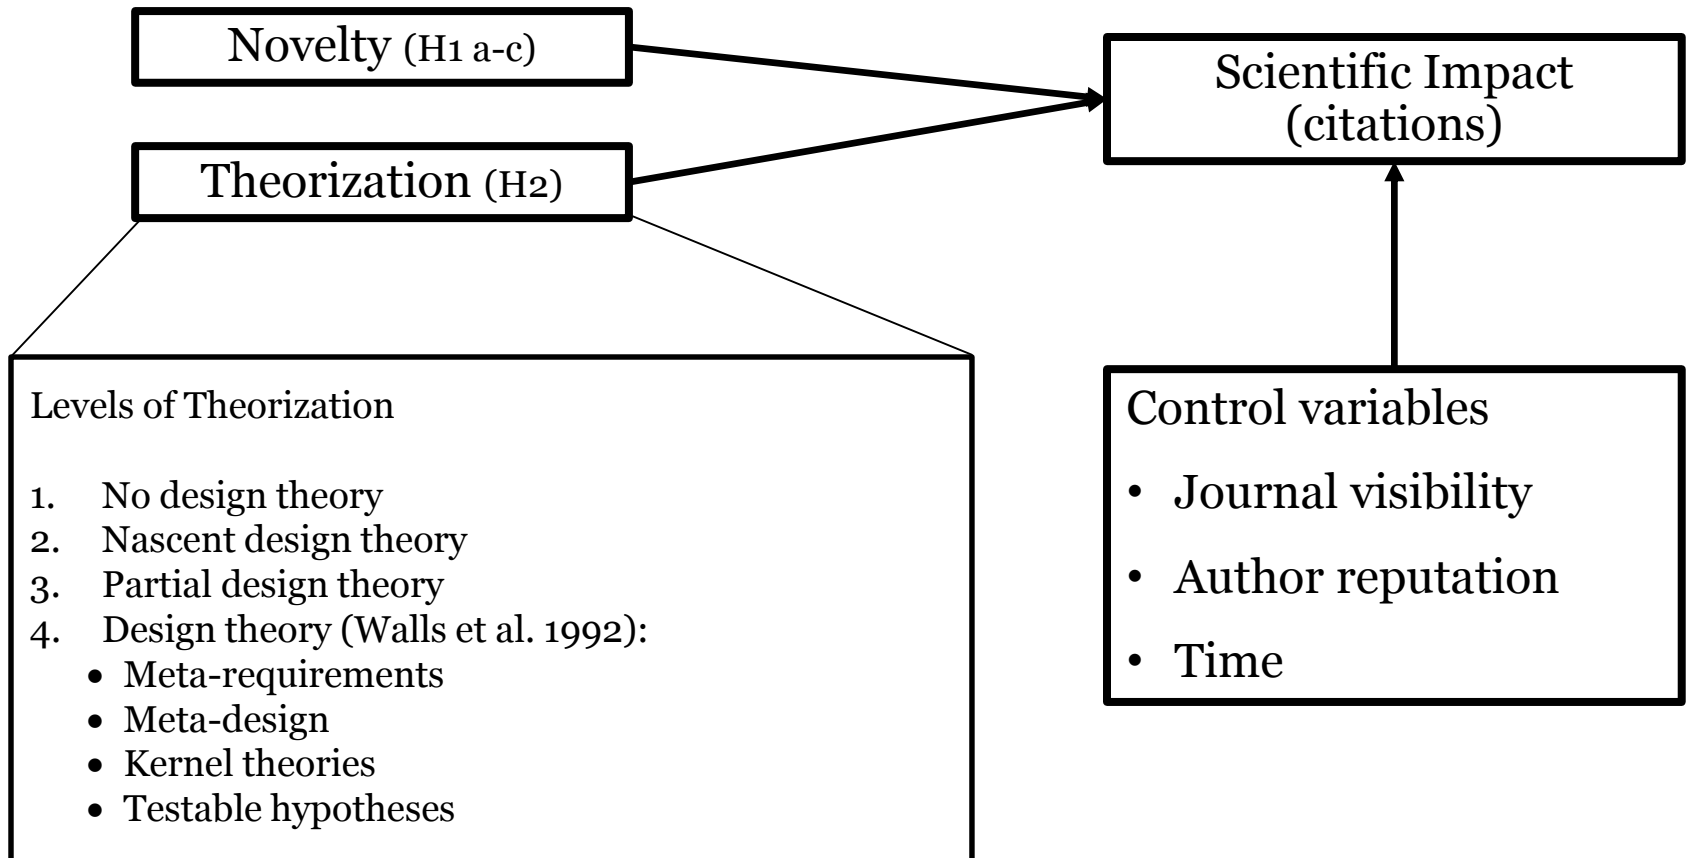 Novelty (H1 a-c)
Theorization (H2)
Scientific Impact
(citations)
Levels of Theorization
1. No design theory
2. Nascent design theory
3. Partial design theory
4. Design theory (Walls et al. 1992):
• Meta-requirements
• Meta-design
• Kernel theories
• Testable hypotheses
Control variables
• Journal visibility
• Author reputation
• Time